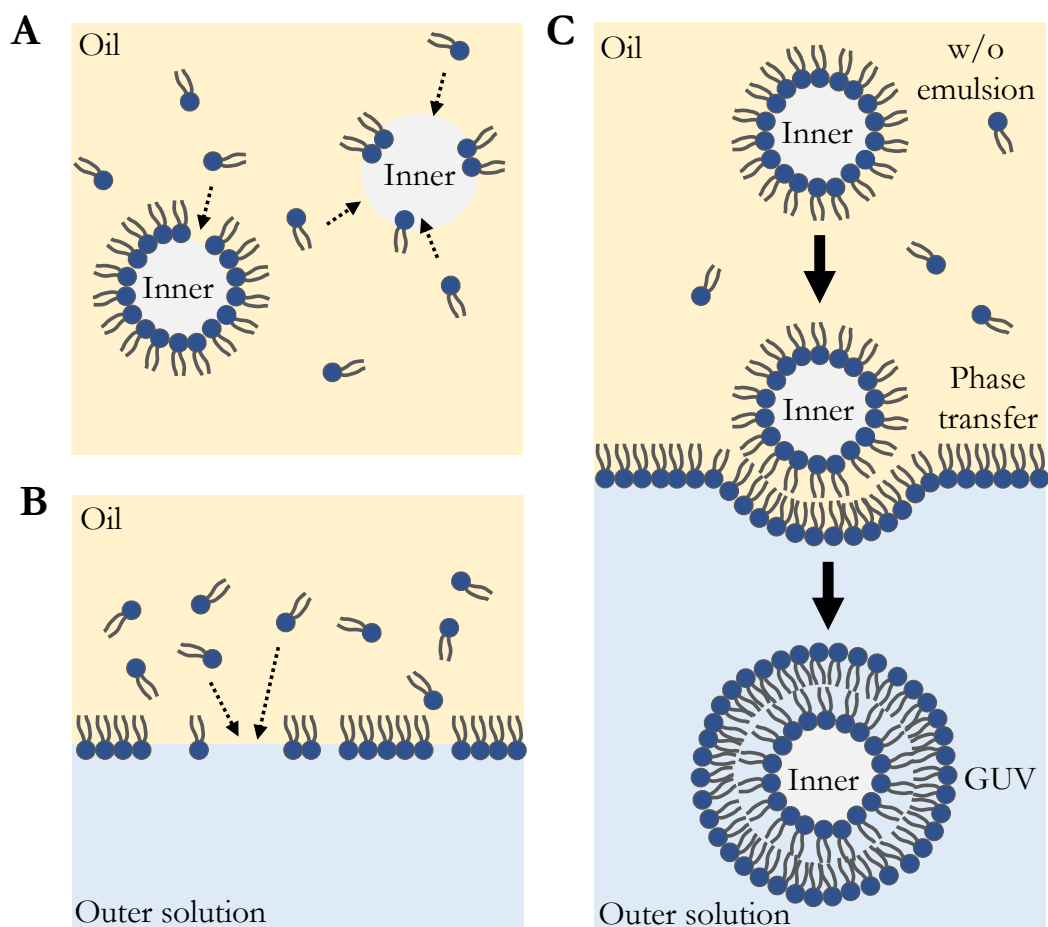 A
Oil
Inner
Inner
B
Oil
Outer solution
C
Oil
w/o
emulsion
Inner
Inner
Phase
transfer
Inner
GUV
Outer solution